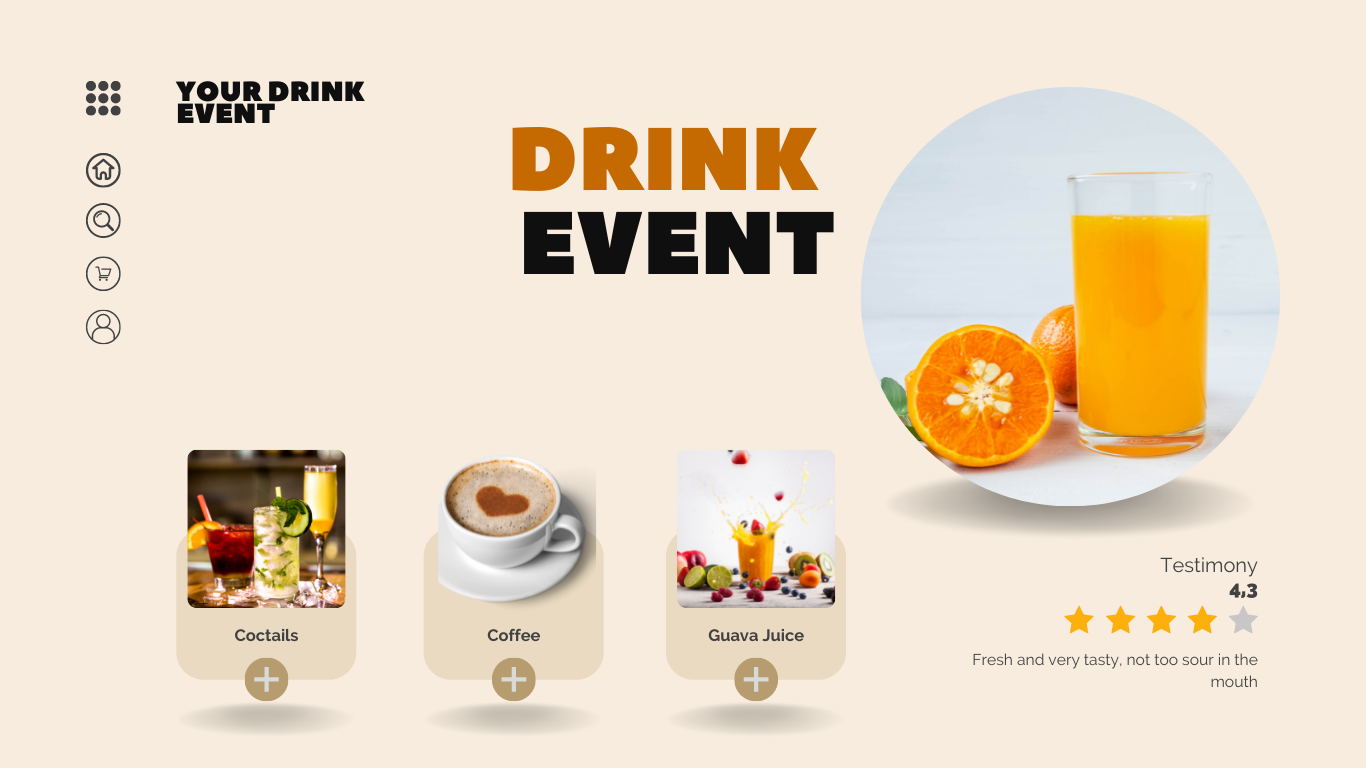 YOUR DRINK
EVENT
DRINK
EVENT
Coctails
Coffee
Guava Juice
Testimony
4,3
Fresh and very tasty, not too sour in the
mouth